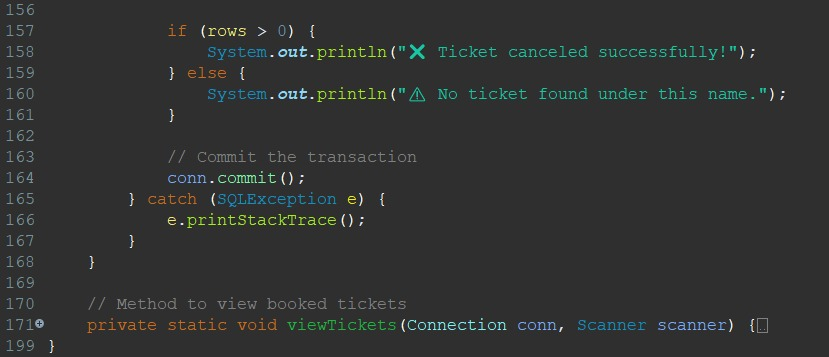 156
157 if (rows > 0) {
158 System.out.println("❌ Ticket canceled successfully!");
159 } else {
160 System.out.println("⚠ No ticket found under this name.");
161 }
162
163 // Commit the transaction
164 conn.commit();
165 } catch (SQLException e) {
166 e.printStackTrace();
167 }
168 }
169
170 // Method to view booked tickets
171 private static void viewTickets(Connection conn, Scanner scanner) {
199 }